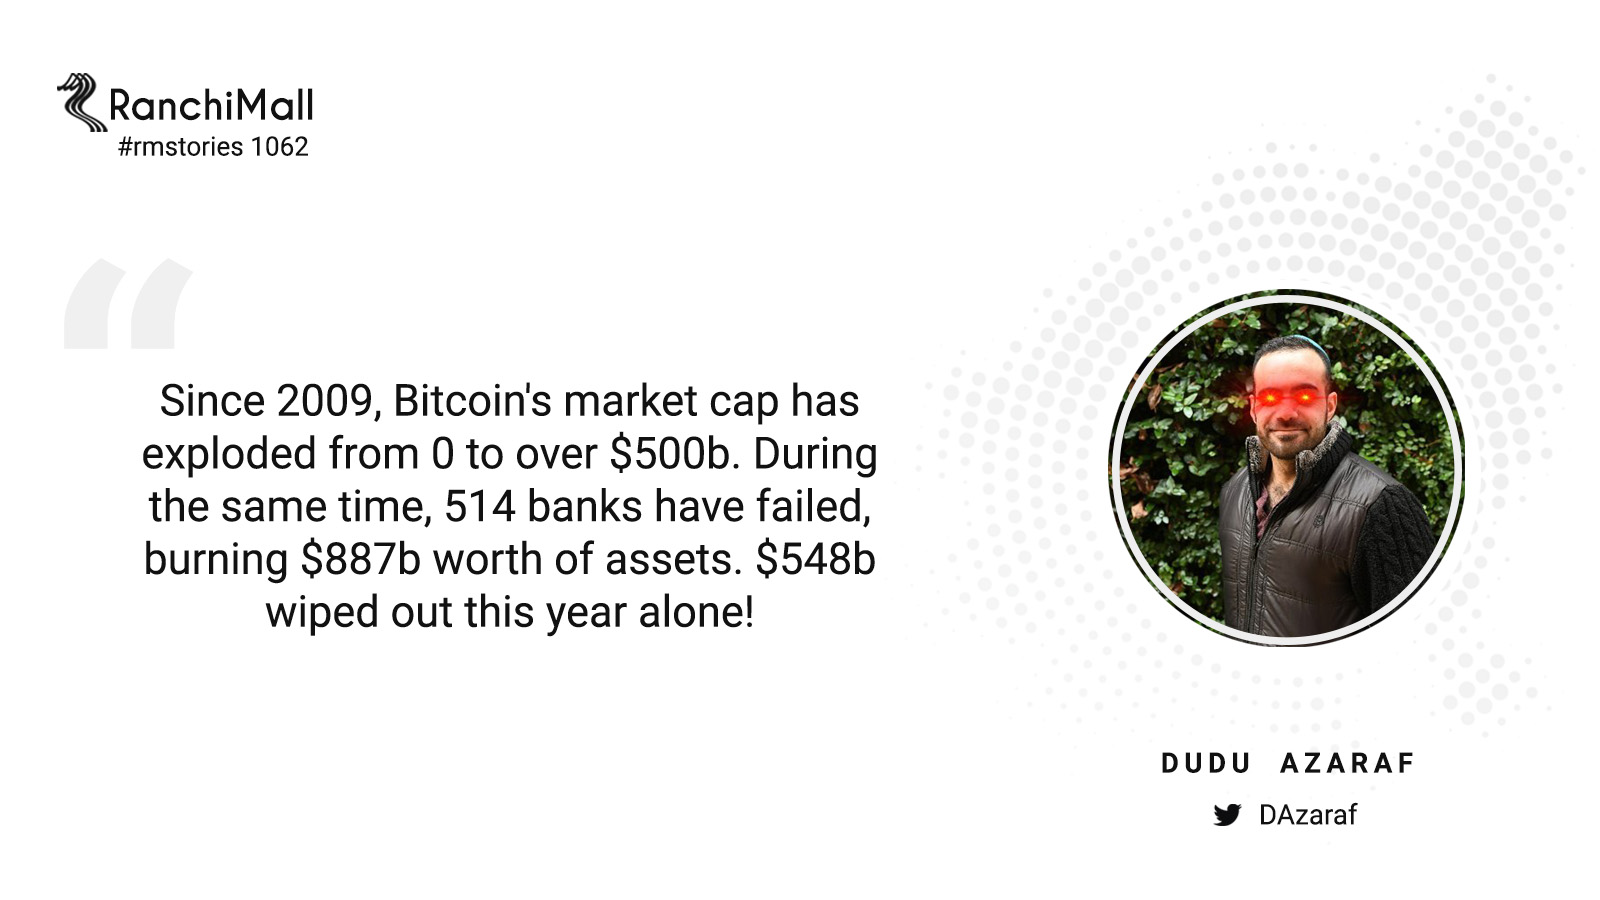 RanchiMall
#rmstories 1062
“
Since 2009, Bitcoin's market cap has
exploded from 0 to over $500b. During
the same time, 514 banks have failed,
burning $887b worth of assets. $548b
wiped out this year alone!
DUDU AZARAF
DAzaraf